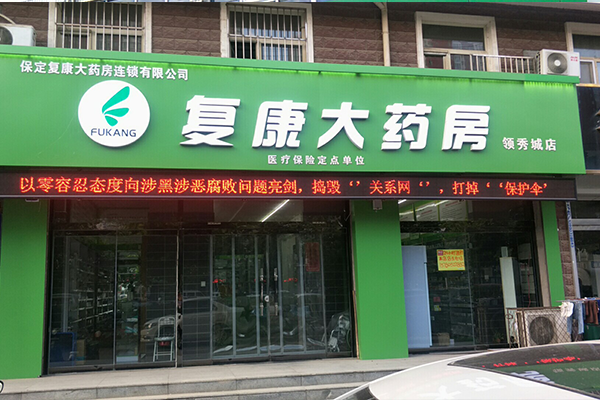 保定复康大药房连锁有限公司
FUKANG
复康大药房
领秀城店
医疗保险定点单位
以零容忍态度向涉黑涉恶腐败问题亮剑，捣毁‘’关系网‘’，打掉‘‘保护伞’